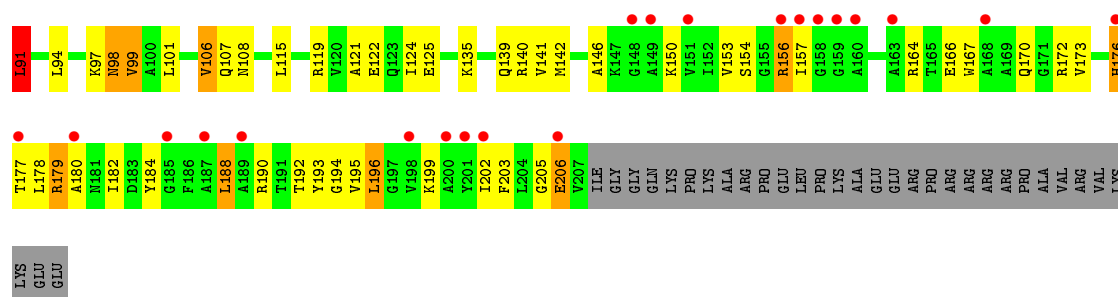 L91 L94 K97 N98 V99 A100 L101 V106 Q107 N108 L115 R119 V120 A121 E122 Q123 I124 E125 K135 Q139 R140 V141 M142 A146 K147 G148 A149 K150 V151 I152 V153 S154 G155 R156 I157 G158 G159 A160 A163 R164 T165 E166 W167 A168 A169 Q170 G171 R172 V173 H176
T177 L178 R179 A180 N181 I182 D183 Y184 G185 F186 A187 L188 A189 R190 T191 T192 Y193 G194 V195 L196 G197 V198 K199 A200 Y201 I202 F203 L204 G205 E206 V207 ILE GLY GLY GLN LYS PRO LYS ALA ARG PRO GLU LEU PRO LYS ALA GLU GLU ARG PRO ARG ARG ARG ARG PRO ALA VAL ARG VAL LYS
LYS GLU GLU